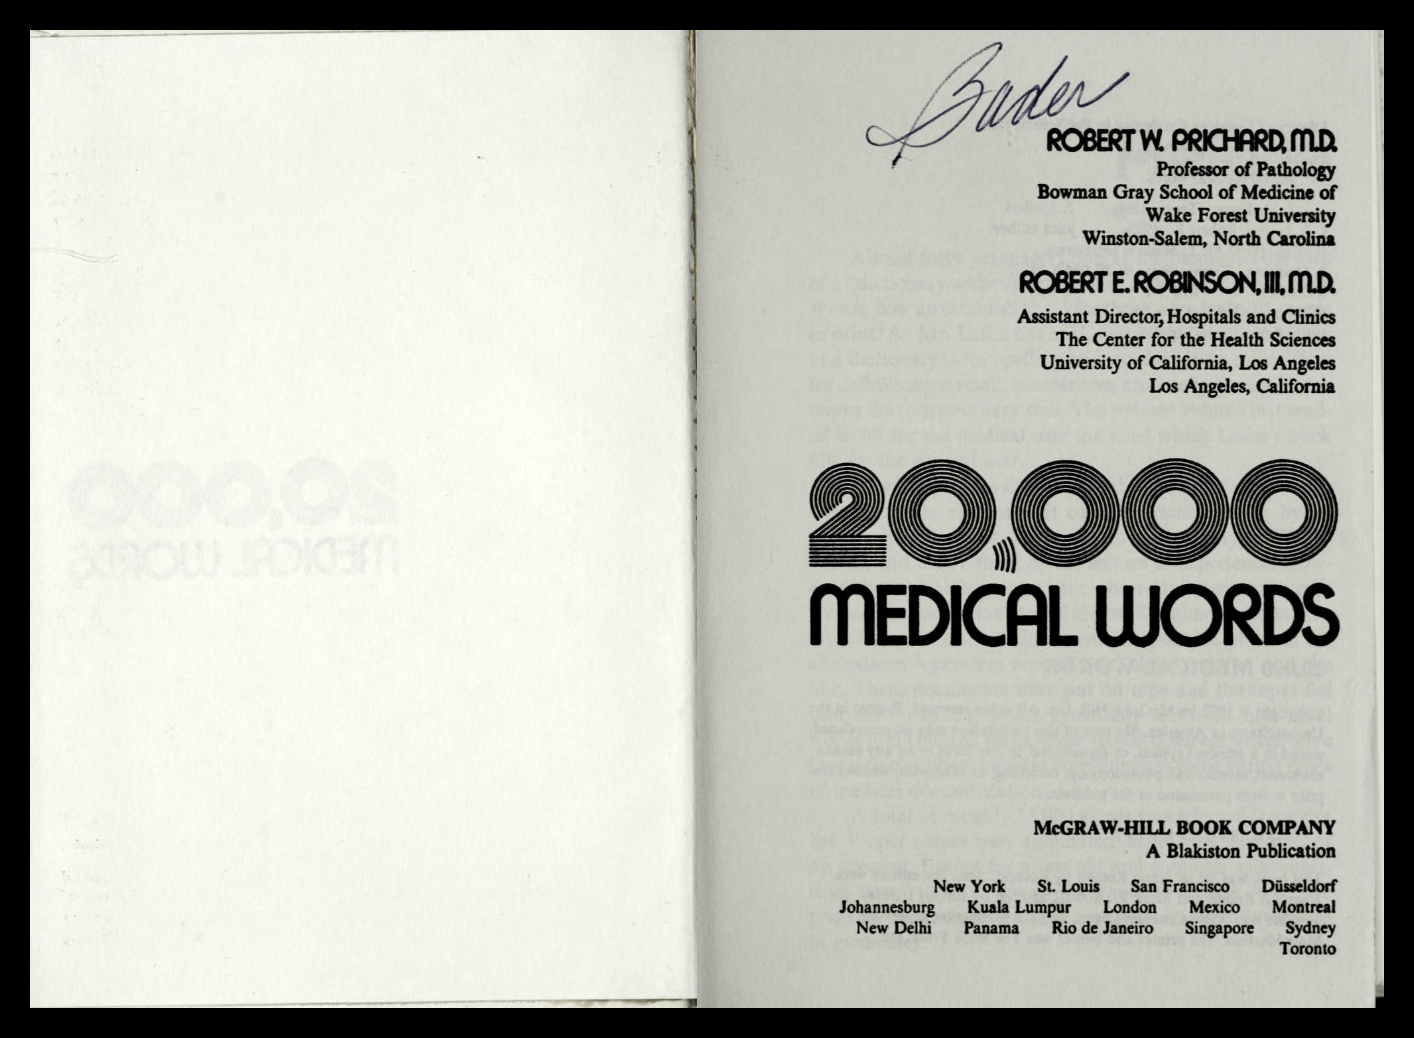 Bader
ROBERT W. PRICHARD, M.D.
Professor of Pathology
Bowman Gray School of Medicine of
Wake Forest University
Winston-Salem, North Carolina
ROBERT E. ROBINSON, III, M.D.
Assistant Director, Hospitals and Clinics
The Center for the Health Sciences
University of California, Los Angeles
Los Angeles, California
20,000
MEDICAL WORDS
McGRAW-HILL BOOK COMPANY
A Blakiston Publication
New York St. Louis San Francisco Düsseldorf
Johannesburg Kuala Lumpur London Mexico Montreal
New Delhi Panama Rio de Janeiro Singapore Sydney
Toronto